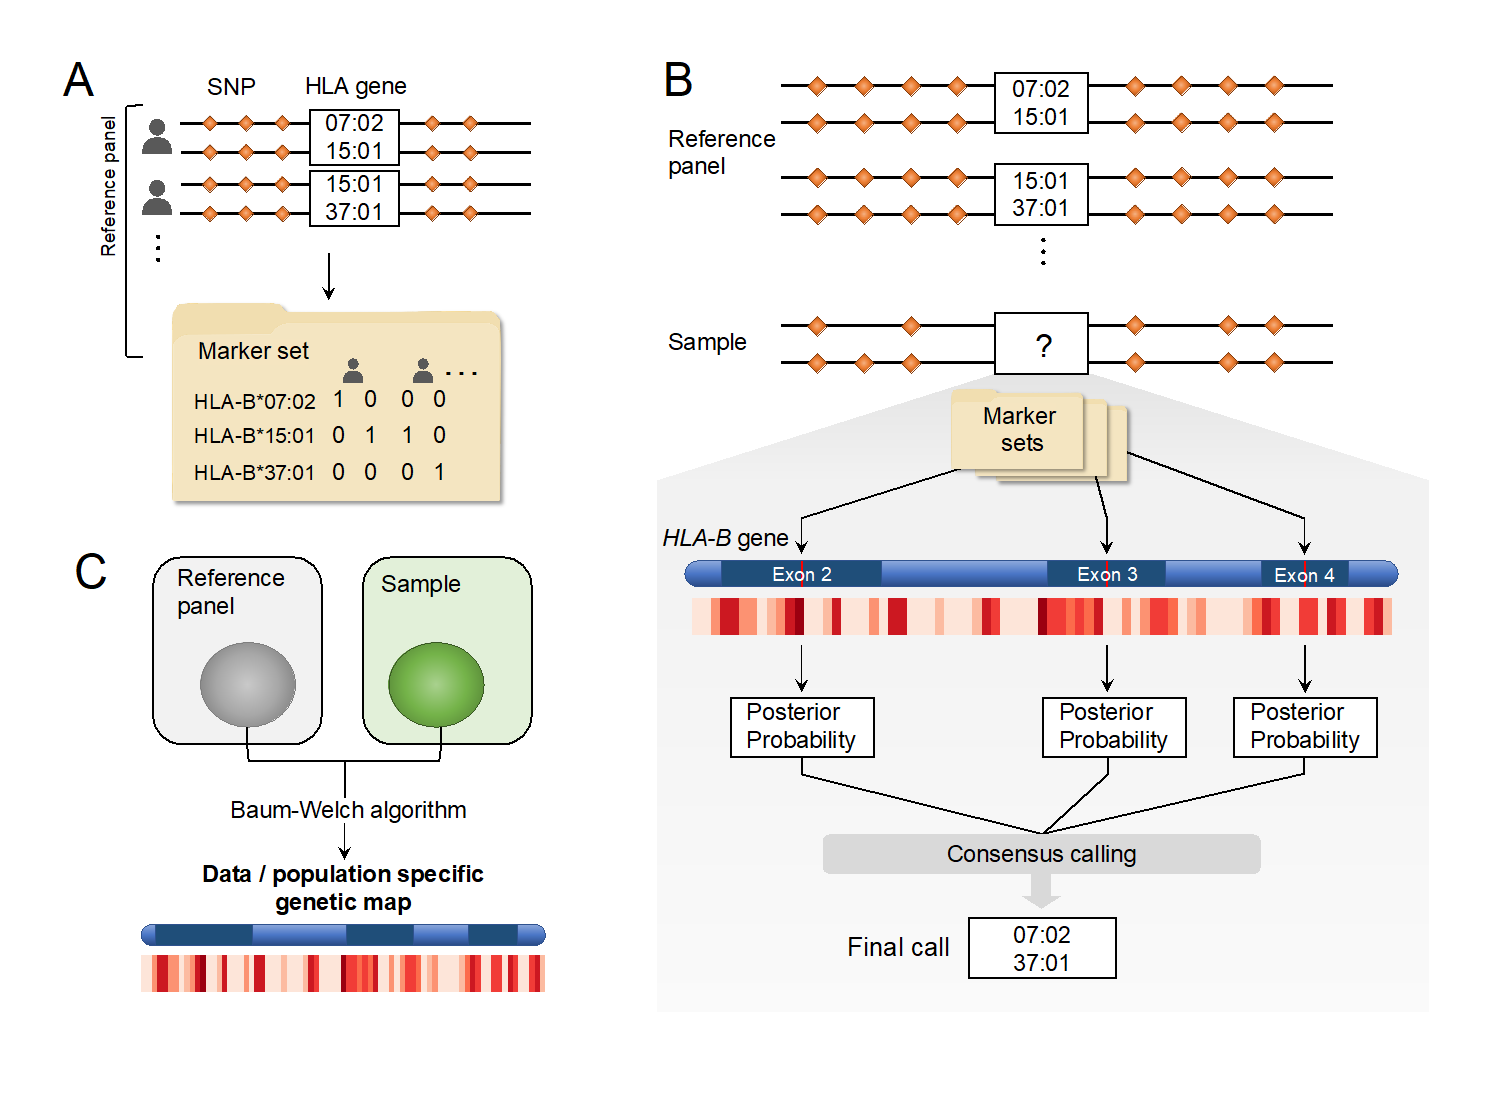 A
SNP
HLA gene
Reference panel
07:02
15:01
15:01
37:01
Marker set
HLA-B*07:02 1 0 0 0
HLA-B*15:01 0 1 1 0
HLA-B*37:01 0 0 0 1
B
Reference
panel
07:02
15:01
15:01
37:01
Sample
?
Marker
sets
HLA-B gene
Exon 2
Exon 3
Exon 4
Posterior
Probability
Posterior
Probability
Posterior
Probability
Consensus calling
Final call
07:02
37:01
C
Reference
panel
Sample
Baum-Welch algorithm
Data / population specific
genetic map